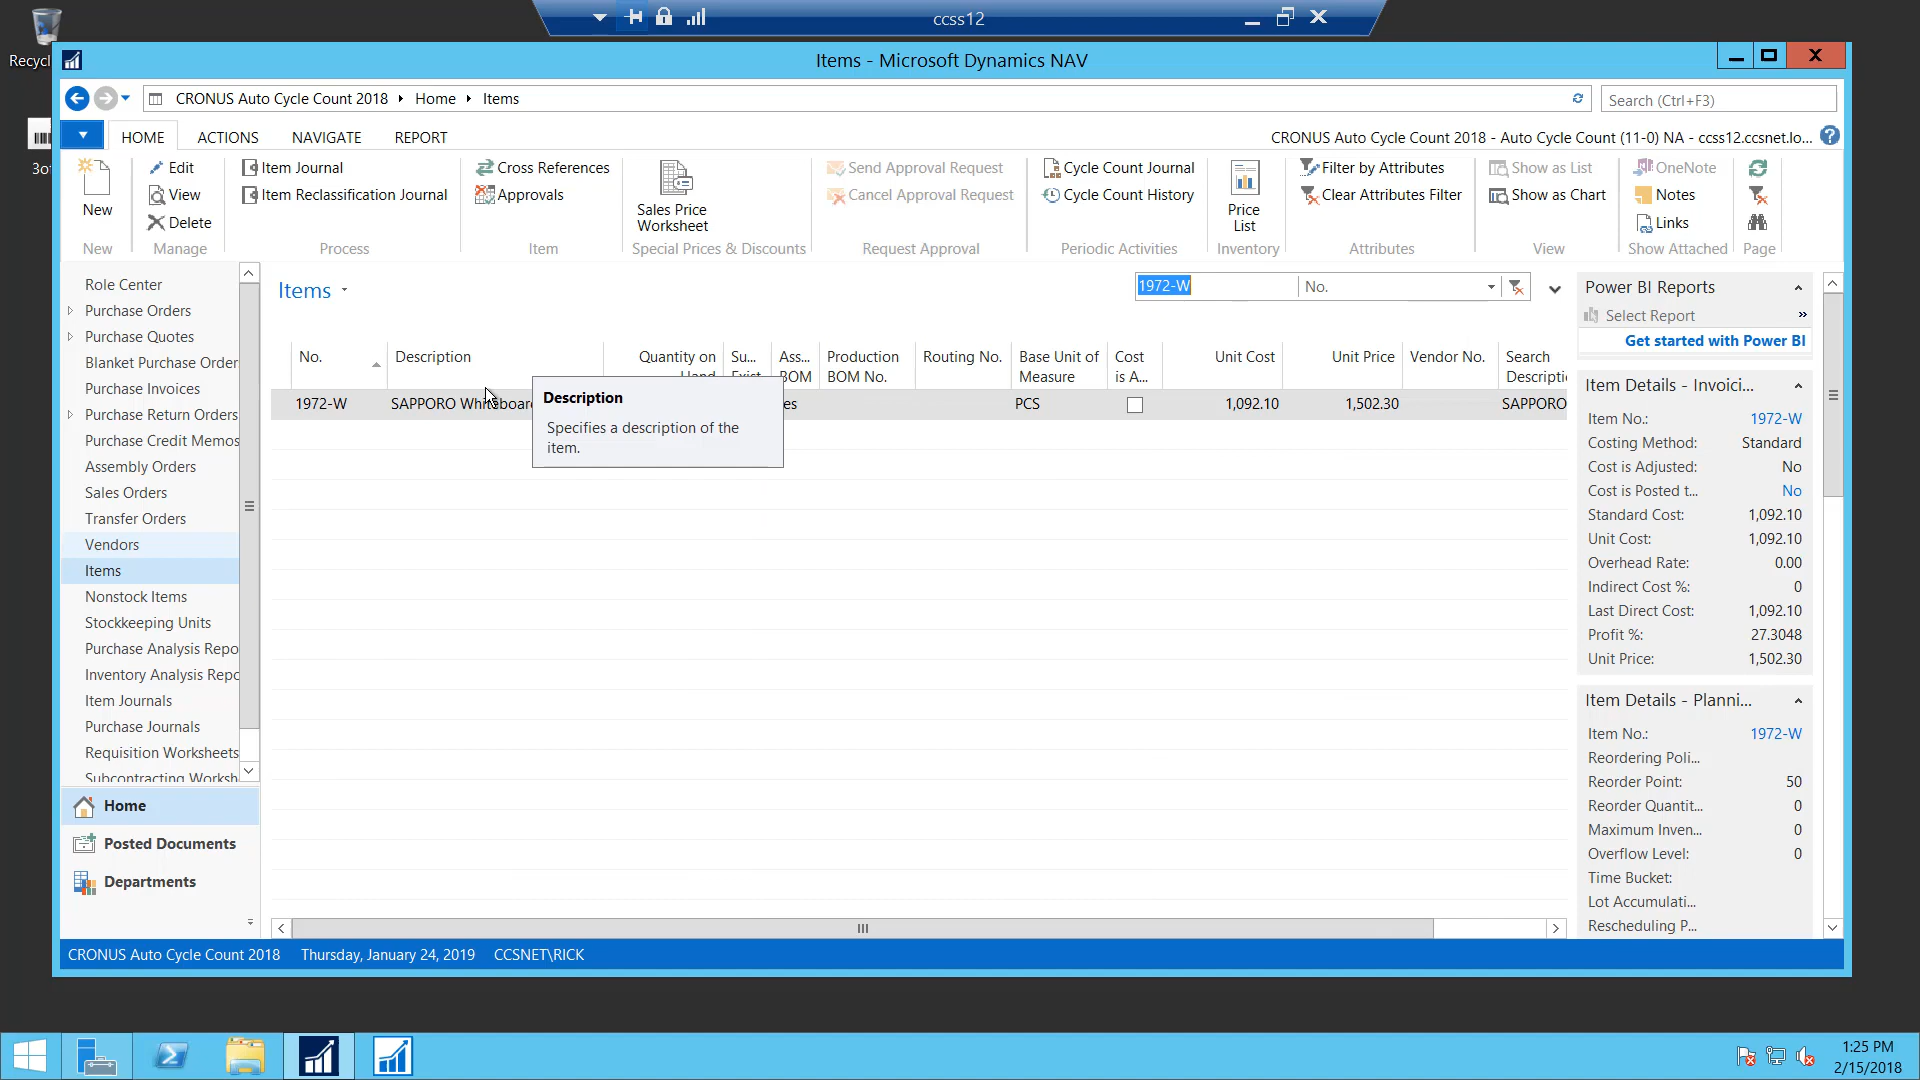 ccss12
Recycl
3of
Items - Microsoft Dynamics NAV
CRONUS Auto Cycle Count 2018 Home Items
Search (Ctrl+F3)
HOME ACTIONS NAVIGATE REPORT
CRONUS Auto Cycle Count 2018 - Auto Cycle Count (11-0) NA - ccss12.ccsnet.lo...
New
New
Edit
View
Delete
Manage
Item Journal
Item Reclassification Journal
Process
Cross References
Approvals
Item
Sales Price
Worksheet
Special Prices & Discounts
Send Approval Request
Cancel Approval Request
Request Approval
Cycle Count Journal
Cycle Count History
Periodic Activities
Price
List
Inventory
Filter by Attributes
Clear Attributes Filter
Attributes
Show as List
Show as Chart
View
OneNote
Notes
Links
Show Attached
Page
Role Center
Purchase Orders
Purchase Quotes
Blanket Purchase Order
Purchase Invoices
Purchase Return Orders
Purchase Credit Memos
Assembly Orders
Sales Orders
Transfer Orders
Vendors
Items
Nonstock Items
Stockkeeping Units
Purchase Analysis Repo
Inventory Analysis Repo
Item Journals
Purchase Journals
Requisition Worksheets
Subcontracting Worksh
Home
Posted Documents
Departments
Items
1972-W
No.
No.
Description
Quantity on
Hand
Su...
Exist
Ass...
BOM
Production
BOM No.
Routing No.
Base Unit of
Measure
Cost
is A...
Unit Cost
Unit Price
Vendor No.
Search
Descripti
1972-W SAPPORO Whiteboard es PCS 1,092.10 1,502.30 SAPPORO
Description
Specifies a description of the
item.
Power BI Reports
Select Report
Get started with Power BI
Item Details - Invoici...
Item No.: 1972-W
Costing Method: Standard
Cost is Adjusted: No
Cost is Posted t... No
Standard Cost: 1,092.10
Unit Cost: 1,092.10
Overhead Rate: 0.00
Indirect Cost %: 0
Last Direct Cost: 1,092.10
Profit %: 27.3048
Unit Price: 1,502.30
Item Details - Planni...
Item No.: 1972-W
Reordering Poli...
Reorder Point: 50
Reorder Quantit... 0
Maximum Inven... 0
Overflow Level: 0
Time Bucket:
Lot Accumulati...
Rescheduling P...
CRONUS Auto Cycle Count 2018 Thursday, January 24, 2019 CCSNET\RICK
1:25 PM
2/15/2018